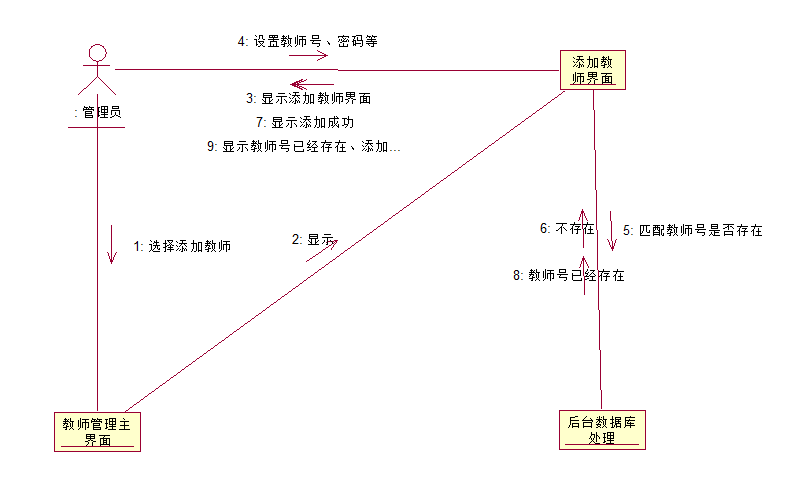 4: 设置教师号、密码等
添加教
师界面
3: 显示添加教师界面
: 管理员
7: 显示添加成功
9: 显示教师号已经存在、添加...
6: 不存在
5: 匹配教师号是否存在
2: 显示
1: 选择添加教师
8: 教师号已经存在
教师管理主
界面
后台数据库
处理